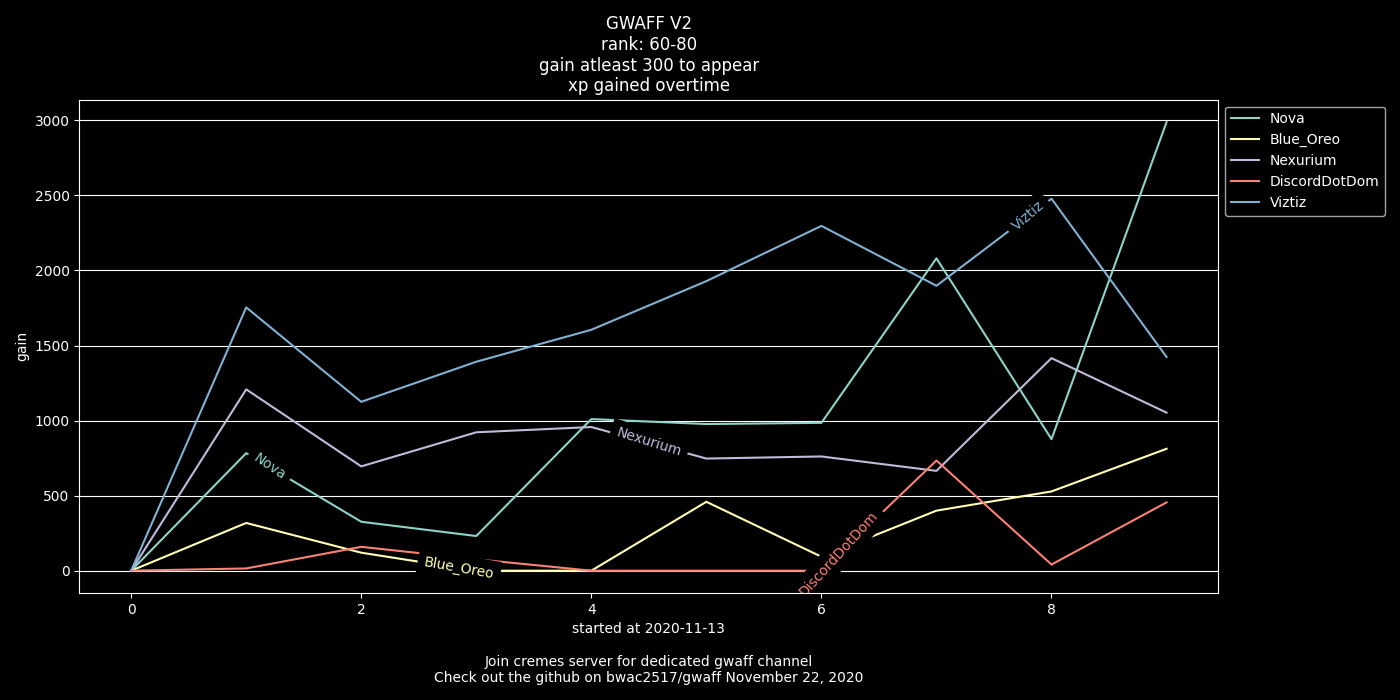 GWAFF V2
rank: 60-80
gain atleast 300 to appear
xp gained overtime
3000
2500
2000
1500
1000
500
0
gain
Nova
Blue_Oreo
Nexurium
DiscordDotDom
Viztiz
Nova
Blue_Oreo
Nexurium
DiscordDotDom
Viztiz
0 2 4 6 8
started at 2020-11-13
Join cremes server for dedicated gwaff channel
Check out the github on bwac2517/gwaff November 22, 2020